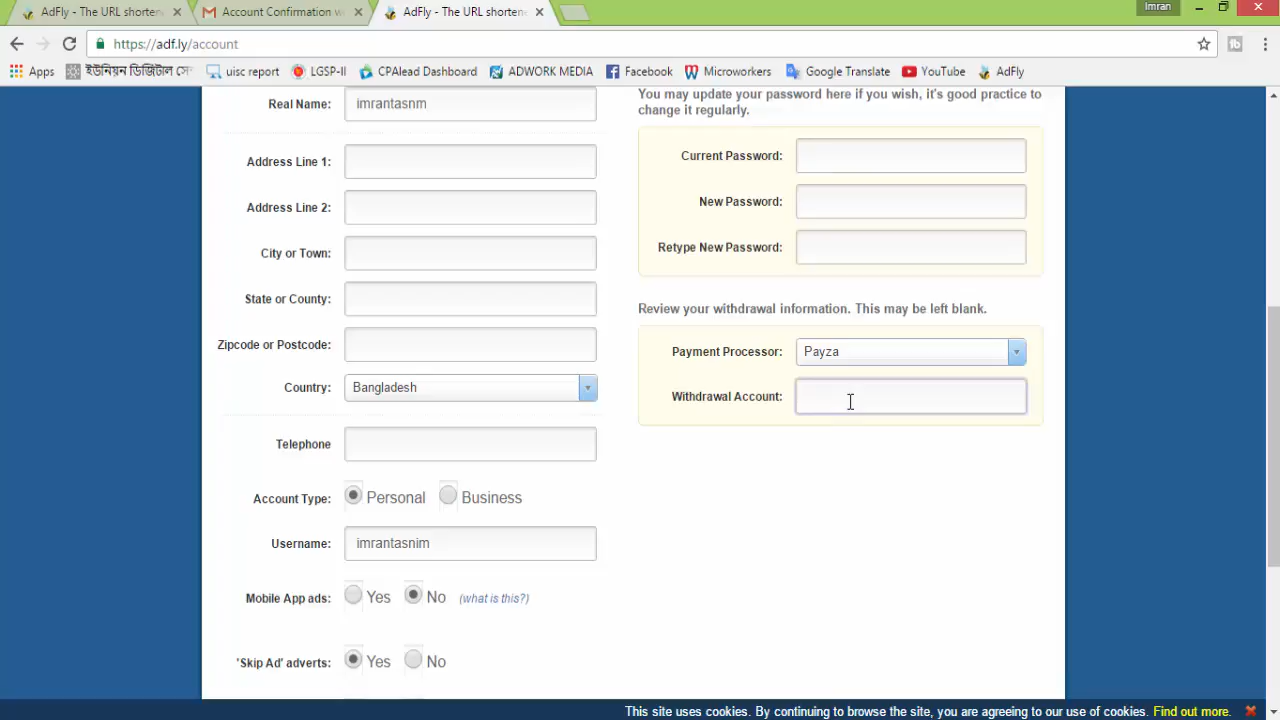 AdFly - The URL shortene
Account Confirmation w
AdFly - The URL shortene
Imran
https://adf.ly/account
Apps
ইউনিয়ন ডিজিটাল সে
uisc report
LGSP-II
CPAlead Dashboard
ADWORK MEDIA
Facebook
Microworkers
Google Translate
YouTube
AdFly
Real Name: imrantasnm
Address Line 1:
Address Line 2:
City or Town:
State or County:
Zipcode or Postcode:
Country: Bangladesh
Telephone
Account Type: Personal Business
Username: imrantasnim
Mobile App ads: Yes No (what is this?)
'Skip Ad' adverts: Yes No
You may update your password here if you wish, it's good practice to
change it regularly.
Current Password:
New Password:
Retype New Password:
Review your withdrawal information. This may be left blank.
Payment Processor: Payza
Withdrawal Account:
This site uses cookies. By continuing to browse the site, you are agreeing to our use of cookies. Find out more.